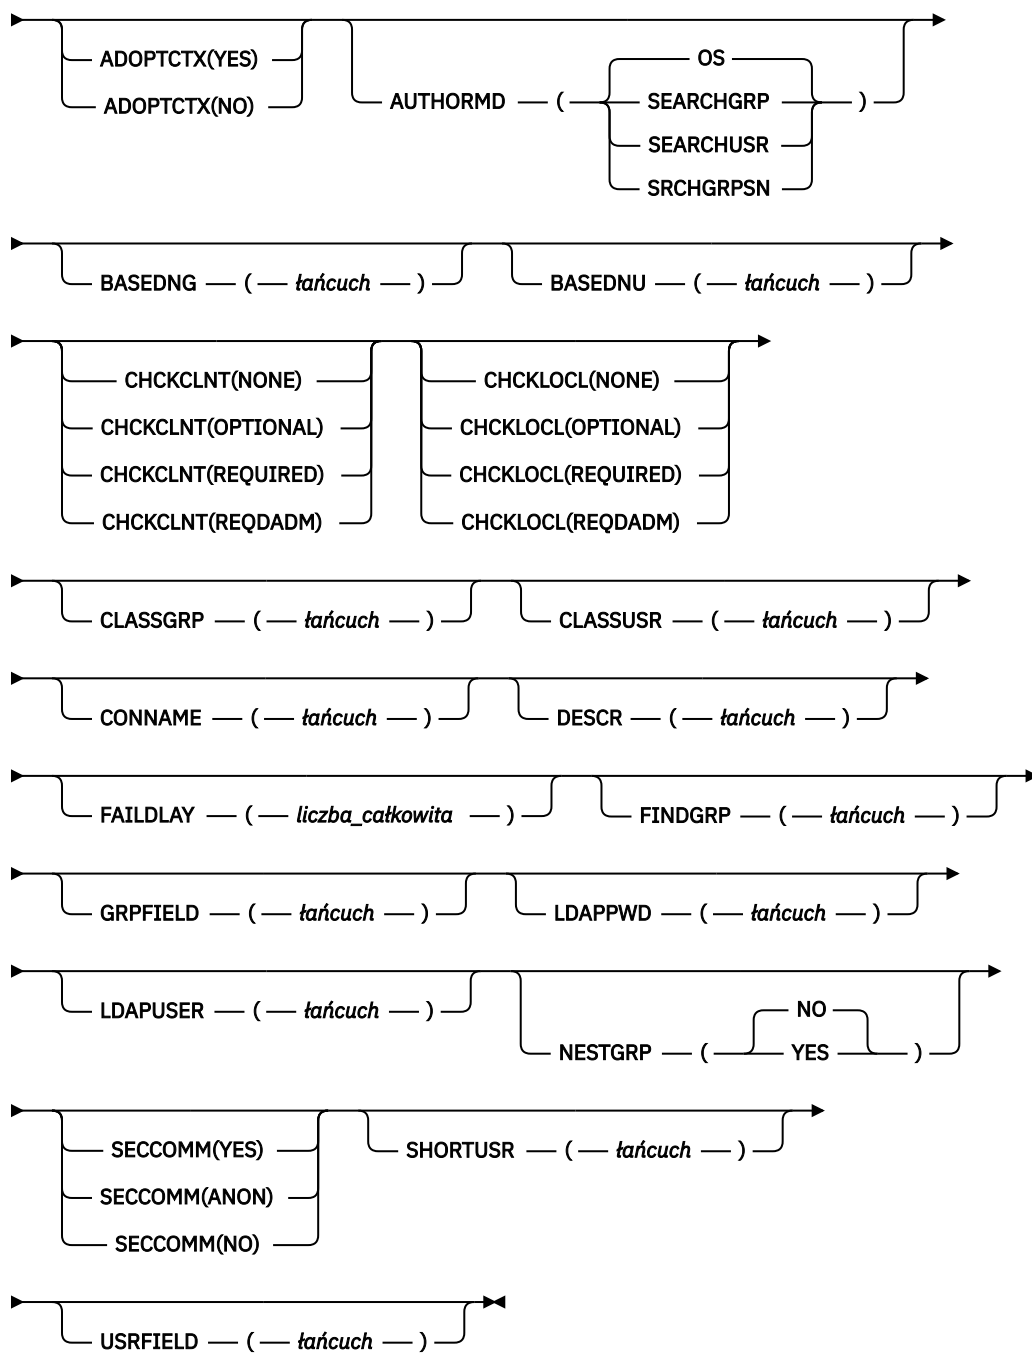 ADOPTCTX(YES)
ADOPTCTX(NO)
AUTHORMD ( OS
SEARCHGRP
SEARCHUSR
SRCHGRPSN )
BASEDNG ( łańcuch ) BASEDNU ( łańcuch )
CHCKCLNT(NONE) CHCKLOCL(NONE)
CHCKCLNT(OPTIONAL) CHCKLOCL(OPTIONAL)
CHCKCLNT(REQUIRED) CHCKLOCL(REQUIRED)
CHCKCLNT(REQDADM) CHCKLOCL(REQDADM)
CLASSGRP ( łańcuch ) CLASSUSR ( łańcuch )
CONNAME ( łańcuch ) DESCR ( łańcuch )
FAILDLAY ( liczba_całkowita ) FINDGRP ( łańcuch )
GRPFIELD ( łańcuch ) LDAPPWD ( łańcuch )
LDAPUSER ( łańcuch )
NO
NESTGRP ( YES )
SECCOMM(YES) SHORTUSR ( łańcuch )
SECCOMM(ANON)
SECCOMM(NO)
USRFIELD ( łańcuch )